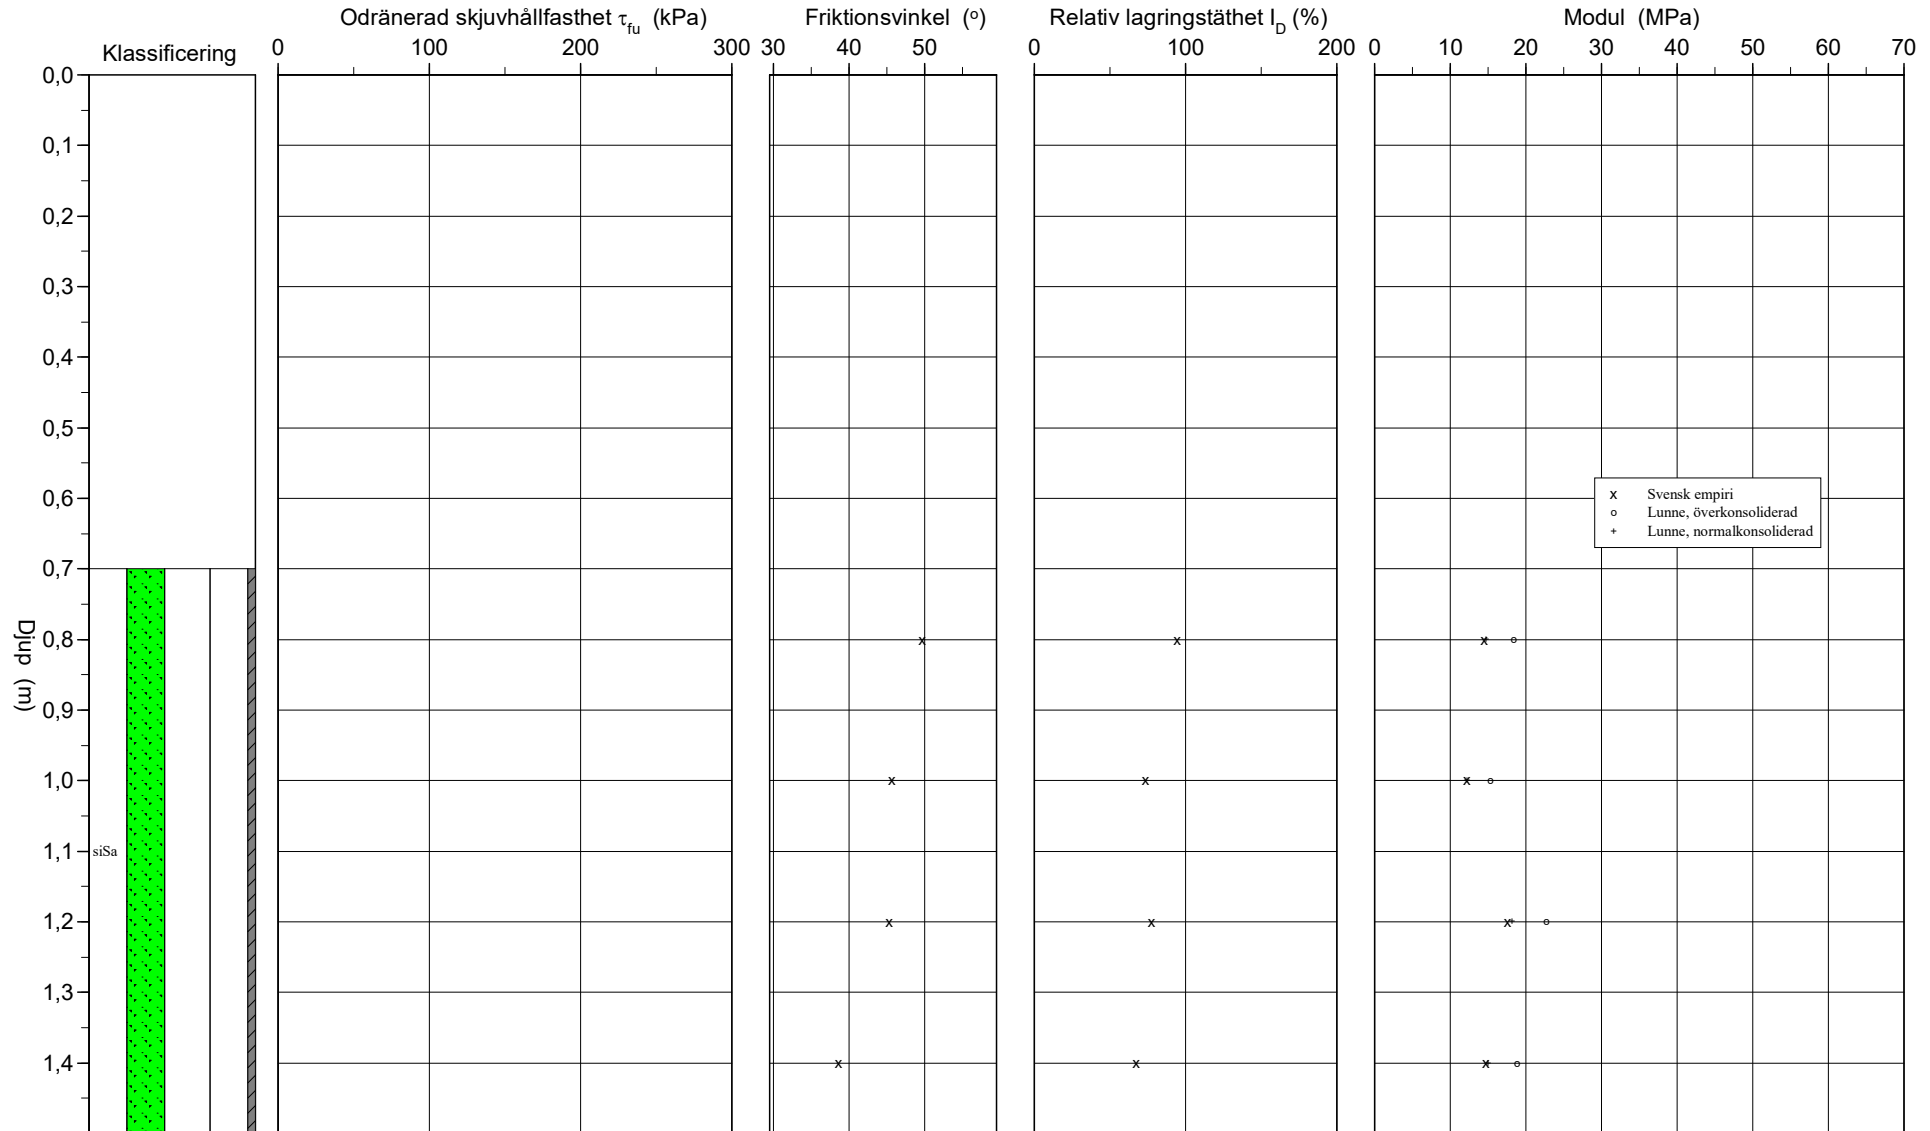 Klassificering
Odränerad skjuvhållfasthet τfu (kPa)
Friktionsvinkel (o)
Relativ lagringstäthet ID (%)
Modul (MPa)
0 100 200 300
30 40 50
0 100 200
0 10 20 30 40 50 60 70
Djup (m)
0,0
0,1
0,2
0,3
0,4
0,5
0,6
0,7
0,8
0,9
1,0
1,1
1,2
1,3
1,4
siSa
x Svensk empiri
o Lunne, överkonsoliderad
+ Lunne, normalkonsoliderad